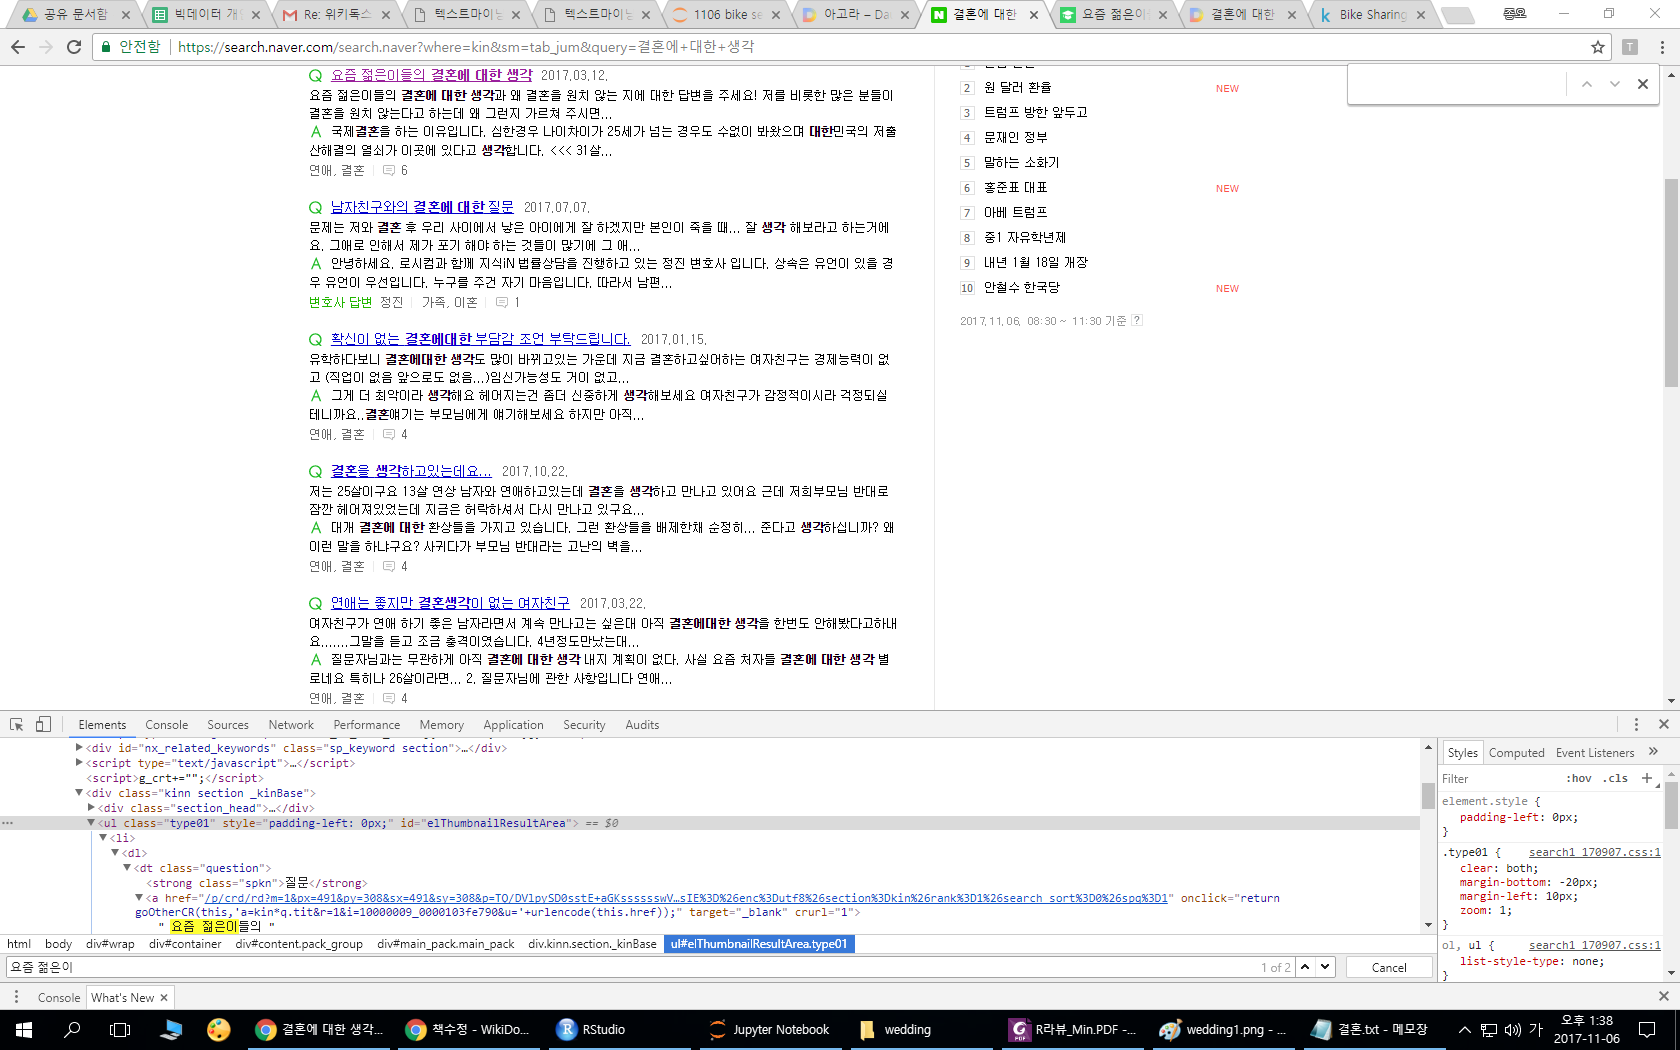 공유 문서함
빅데이터 개인
Re: 위키독스
텍스트마이닝
텍스트마이닝
1106 bike se
아고라 – Da
결혼에 대한
요즘 젊은이
결혼에 대한
Bike Sharing
종오
안전함 https://search.naver.com/search.naver?where=kin&sm=tab_jum&query=결혼에+대한+생각
Q 요즘 젊은이들의 결혼에 대한 생각 2017.03.12.
요즘 젊은이들의 결혼에 대한 생각과 왜 결혼을 원치 않는 지에 대한 답변을 주세요! 저를 비롯한 많은 분들이
결혼을 원치 않는다고 하는데 왜 그런지 가르쳐 주시면...
A 국제결혼을 하는 이유입니다. 심한경우 나이차이가 25세가 넘는 경우도 수없이 봐왔으며 대한민국의 저출
산해결의 열쇠가 이곳에 있다고 생각합니다. <<< 31살...
연애, 결혼 6
Q 남자친구와의 결혼에 대한 질문 2017.07.07.
문제는 저와 결혼 후 우리 사이에서 낳은 아이에게 잘 하겠지만 본인이 죽을 때... 잘 생각 해보라고 하는거에
요. 그애로 인해서 제가 포기 해야 하는 것들이 많기에 그 애...
A 안녕하세요. 로시컴과 함께 지식iN 법률상담을 진행하고 있는 정진 변호사 입니다. 상속은 유언이 있을 경
우 유언이 우선입니다. 누구를 주건 자기 마음입니다. 따라서 남편...
변호사 답변 정진 가족, 이혼 1
Q 확신이 없는 결혼에대한 부담감 조언 부탁드립니다. 2017.01.15.
유학하다보니 결혼에대한 생각도 많이 바뀌고있는 가운데 지금 결혼하고싶어하는 여자친구는 경제능력이 없
고 (직업이 없음 앞으로도 없음...)임신가능성도 거이 없고...
A 그게 더 최악이라 생각해요 헤어지는건 좀더 신중하게 생각해보세요 여자친구가 감정적이시라 걱정되실
테니까요..결혼얘기는 부모님에게 얘기해보세요 하지만 아직...
연애, 결혼 4
Q 결혼을 생각하고있는데요... 2017.10.22.
저는 25살이구요 13살 연상 남자와 연애하고있는데 결혼을 생각하고 만나고 있어요 근데 저희부모님 반대로
잠깐 헤어져있었는데 지금은 허락하셔서 다시 만나고 있구요...
A 대개 결혼에 대한 환상들을 가지고 있습니다. 그런 환상들을 배제한채 순정히... 준다고 생각하십니까? 왜
이런 말을 하냐구요? 사귀다가 부모님 반대라는 고난의 벽을...
연애, 결혼 4
Q 연애는 좋지만 결혼생각이 없는 여자친구 2017.03.22.
여자친구가 연애 하기 좋은 남자라면서 계속 만나고는 싶은대 아직 결혼에대한 생각을 한번도 안해봤다고하내
요.......그말을 듣고 조금 충격이였습니다. 4년정도만났는대...
A 질문자님과는 무관하게 아직 결혼에 대한 생각 내지 계획이 없다. 사실 요즘 처자들 결혼에 대한 생각 별
로네요 특히나 26살이라면... 2. 질문자님에 관한 사항입니다 연애...
연애, 결혼 4
2 원 달러 환율 NEW
3 트럼프 방한 앞두고
4 문재인 정부
5 말하는 소화기
6 홍준표 대표 NEW
7 아베 트럼프
8 중1 자유학년제
9 내년 1월 18일 개장
10 안철수 한국당 NEW
2017.11.06. 08:30 ~ 11:30 기준 ?
Elements Console Sources Network Performance Memory Application Security Audits
<div id="nx_related_keywords" class="sp_keyword section">…</div>
<script type="text/javascript">…</script>
<script>g_crt+="";</script>
<div class="kinn section _kinBase">
<div class="section_head">…</div>
... <ul class="type01" style="padding-left: 0px;" id="elThumbnailResultArea"> == $0
<li>
<dl>
<dt class="question">
<strong class="spkn">질문</strong>
<a href="/p/crd/rd?m=1&px=491&py=308&sx=491&sy=308&p=TQ/DVlpySD0sstE+aGKsssssswV…sIE%3D%26enc%3Dutf8%26section%3Dkin%26rank%3D1%26search_sort%3D0%26spq%3D1" onclick="return
goOtherCR(this,'a=kin*q.tit&r=1&i=10000009_0000103fe790&u='+urlencode(this.href));" target="_blank" crurl="1">
" 요즘 젊은이들의 "
html body div#wrap div#container div#content.pack_group div#main_pack.main_pack div.kinn.section._kinBase ul#elThumbnailResultArea.type01
요즘 젊은이 1 of 2 Cancel
Styles Computed Event Listeners »
Filter :hov .cls +
element.style {
padding-left: 0px;
}
.type01 { search1_170907.css:1
clear: both;
margin-bottom: -20px;
margin-left: 10px;
zoom: 1;
}
ol, ul { search1_170907.css:1
list-style-type: none;
}
Console What's New
결혼에 대한 생각...
책수정 - WikiDo...
RStudio
Jupyter Notebook
wedding
R라뷰_Min.PDF -...
wedding1.png - ...
결혼.txt - 메모장
가
오후 1:38
2017-11-06